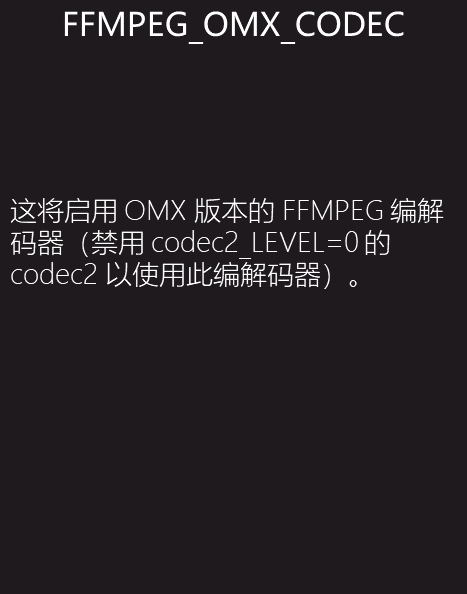 FFMPEG_OMX_CODEC
这将启用 OMX 版本的 FFMPEG 编解
码器（禁用 codec2_LEVEL=0 的
codec2 以使用此编解码器）。